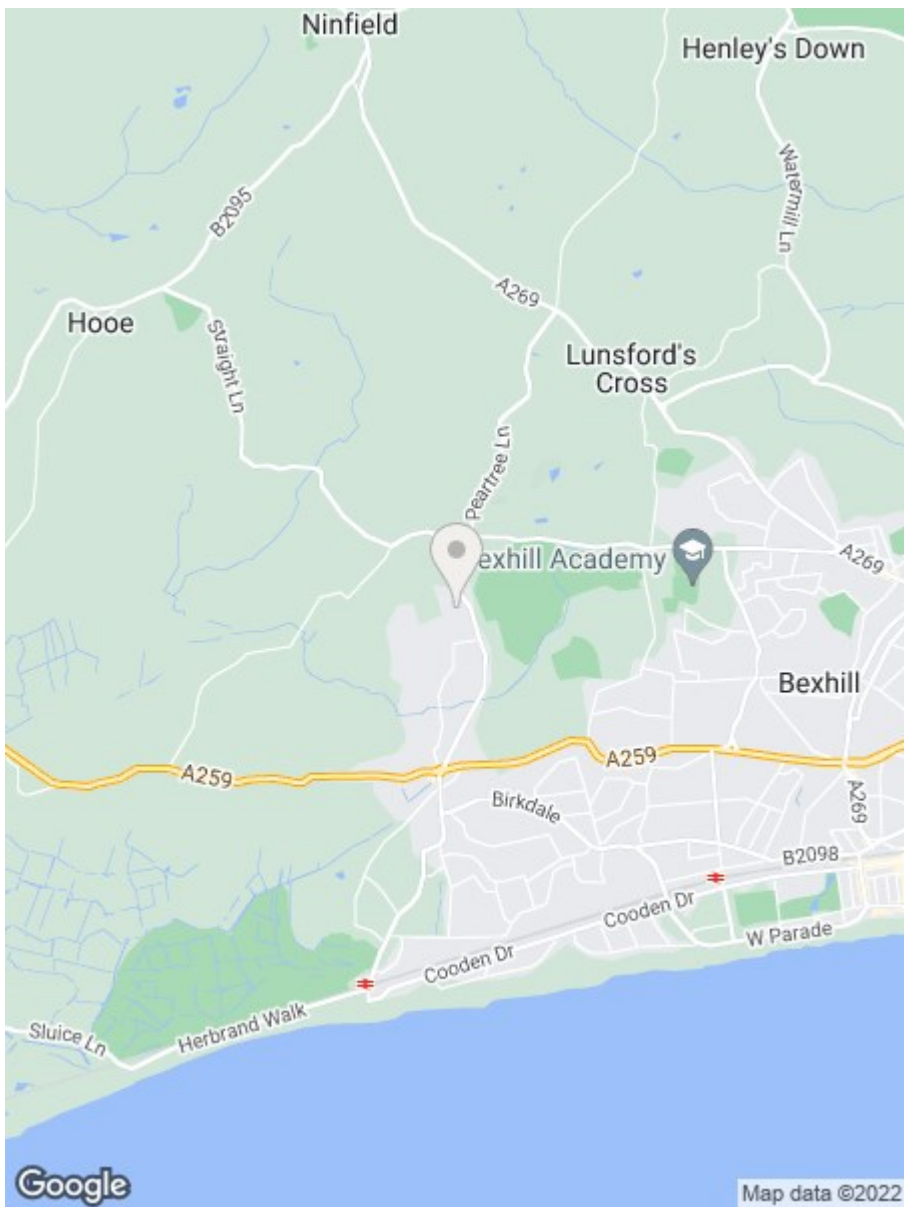 Ninfield
Henley's Down
B2095
Watermill Ln
A269
Hooe
Straight Ln
Lunsford's
Cross
Peartree Ln
exhill Academy
A269
Bexhill
A259
A259
Birkdale
A269
B2098
Cooden Dr
W Parade
Cooden Dr
Herbrand Walk
Sluice Ln
Google
Map data ©2022